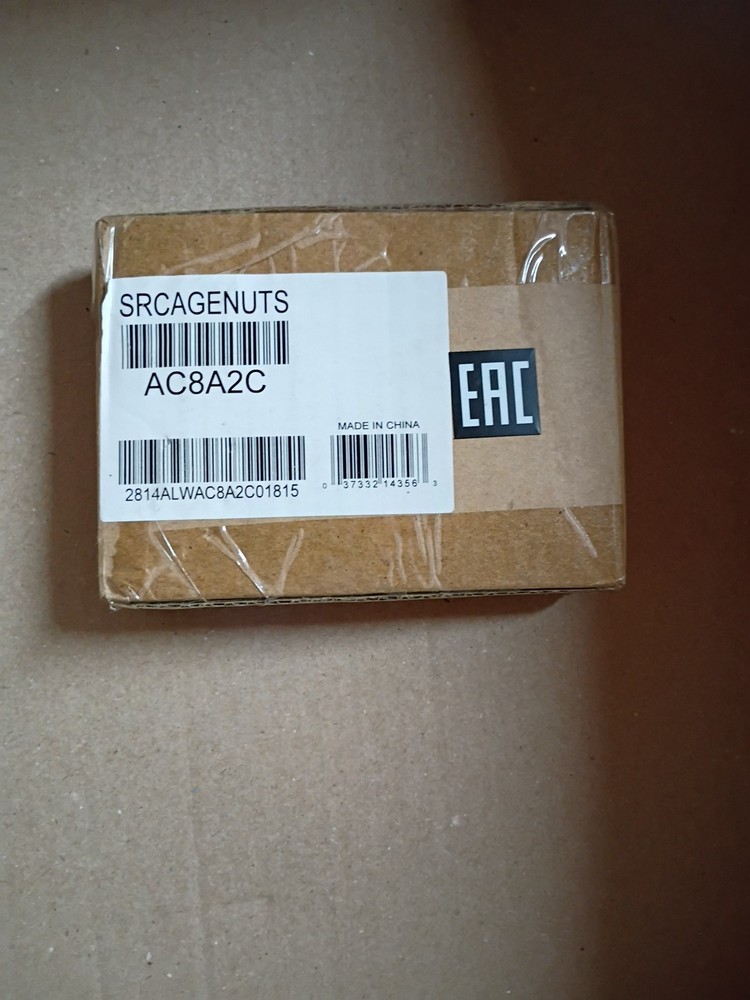 SRCAGENUTS
AC8A2C
MADE IN CHINA
2814ALWAC8A2C01815
0 37332 14356 3
EAC